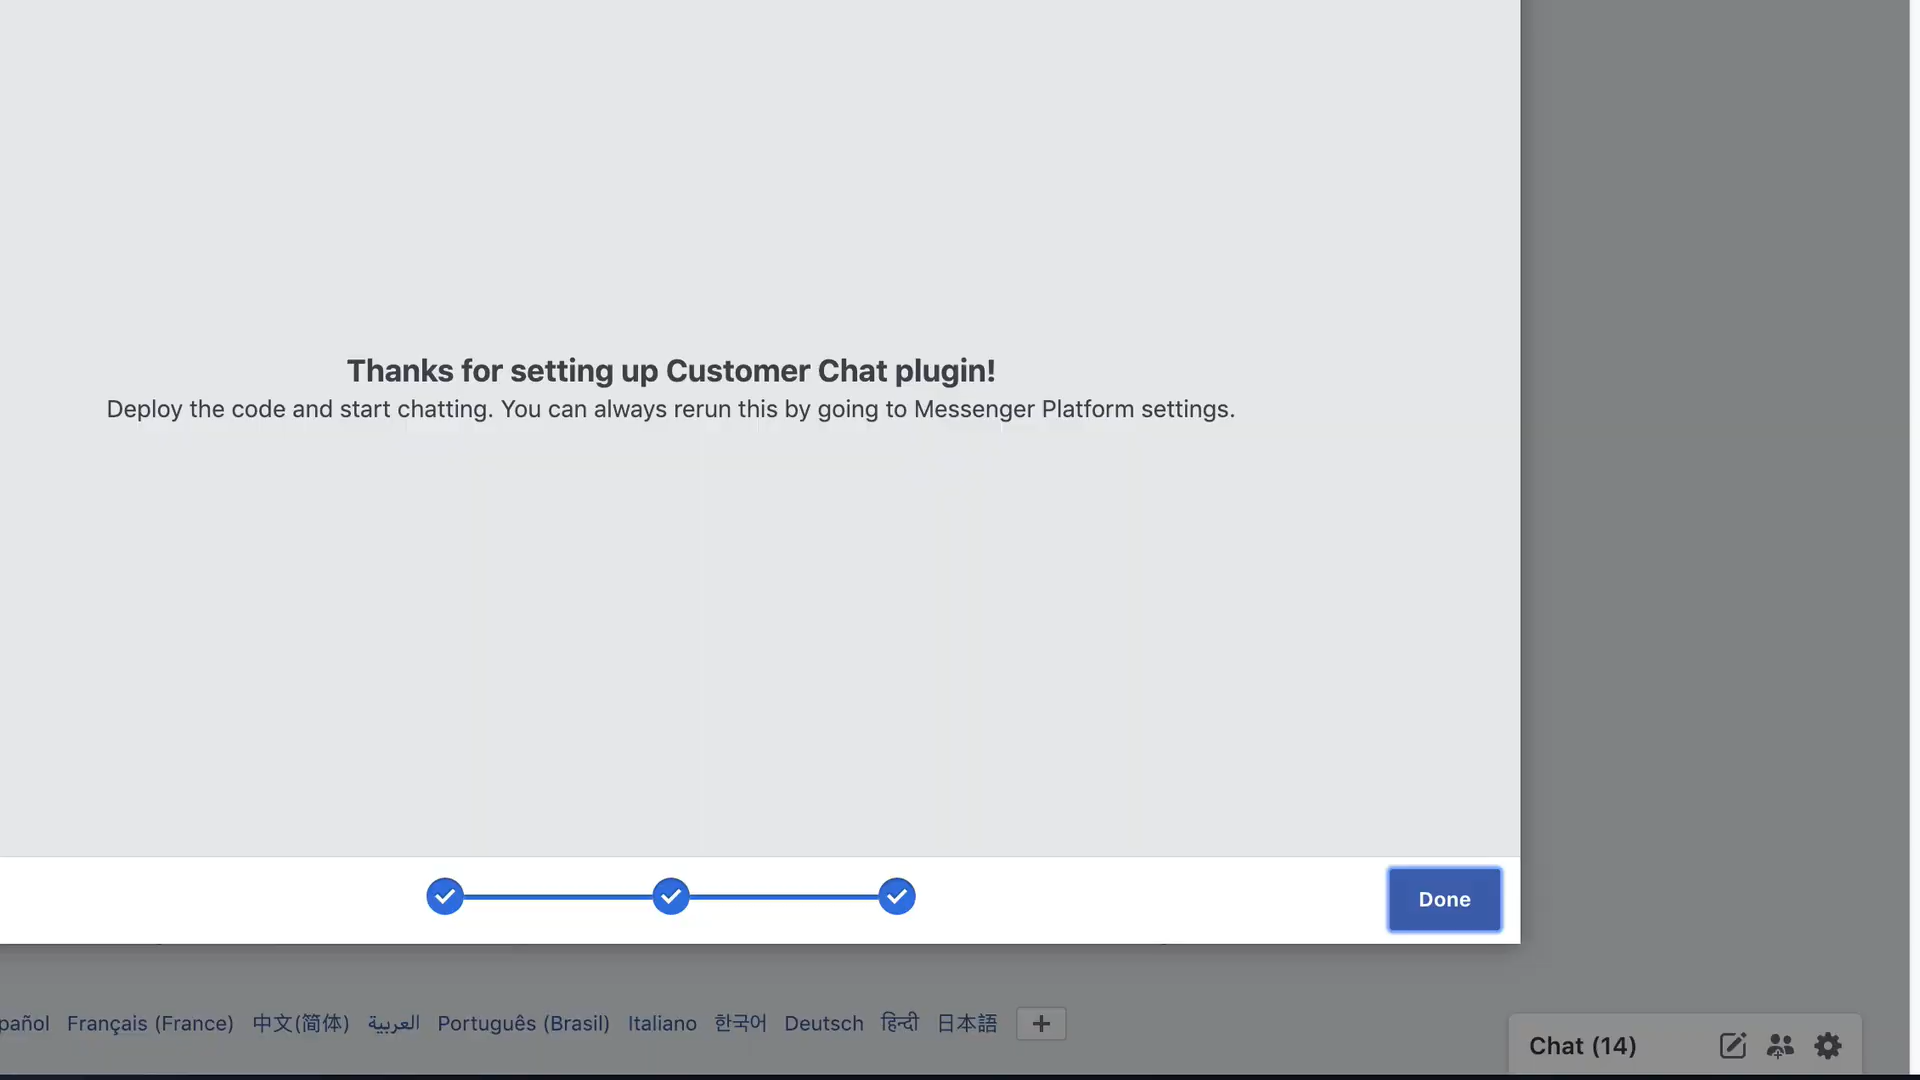 Thanks for setting up Customer Chat plugin!
Deploy the code and start chatting. You can always rerun this by going to Messenger Platform settings.
Done
pañol Français (France) 中文(简体) العربية Português (Brasil) Italiano 한국어 Deutsch हिन्दी 日本語 +
Chat (14)